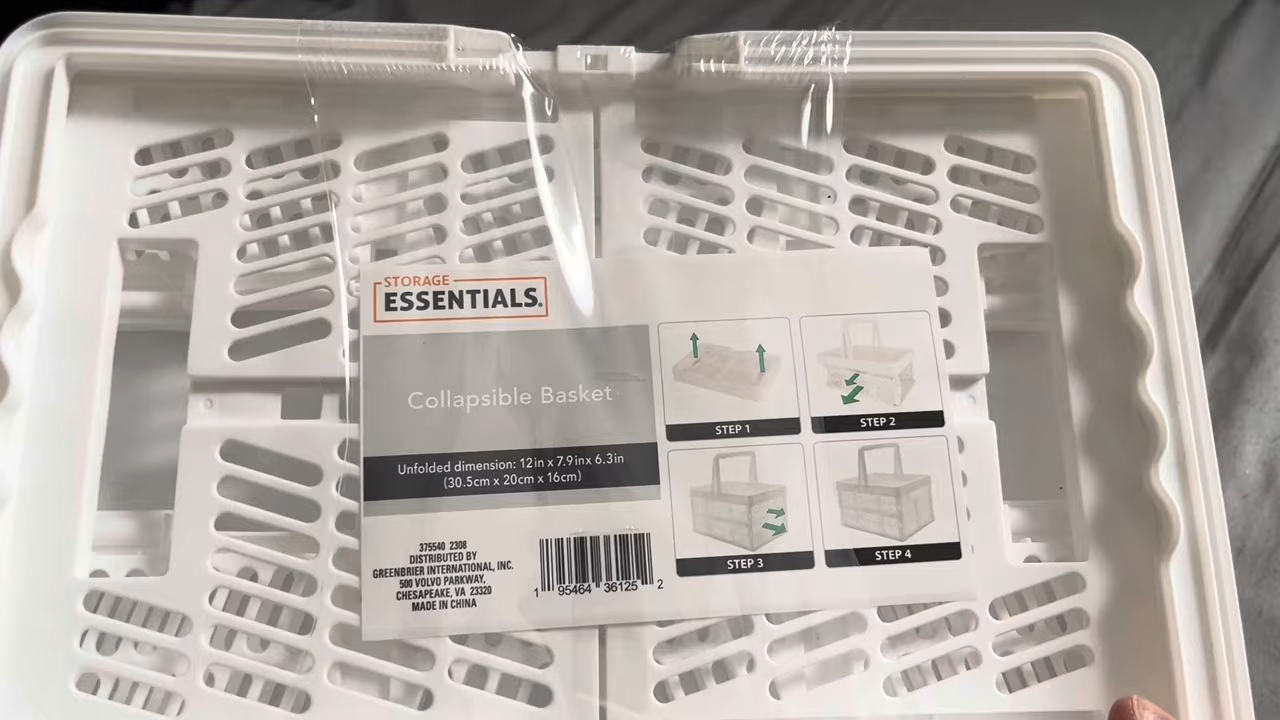 STORAGE
ESSENTIALS.
Collapsible Basket
Unfolded dimension: 12in x 7.9in x 6.3in
(30.5cm x 20cm x 16cm)
375540 2308
DISTRIBUTED BY
GREENBRIER INTERNATIONAL, INC.
500 VOLVO PARKWAY,
CHESAPEAKE, VA 23320
MADE IN CHINA
1 95464 36125 2
STEP 1
STEP 2
STEP 3
STEP 4